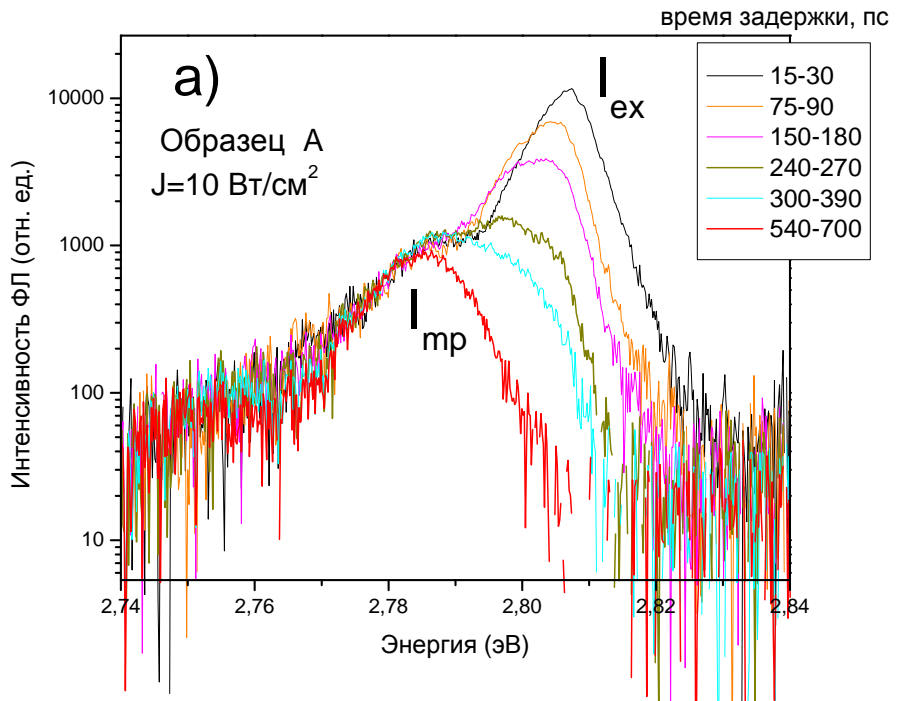 время задержки, пс
а)
Образец А
J=10 Вт/см²
I ex
I mp
15-30
75-90
150-180
240-270
300-390
540-700
Интенсивность ФЛ (отн. ед.)
10000
1000
100
10
2,74 2,76 2,78 2,80 2,82 2,84
Энергия (эВ)